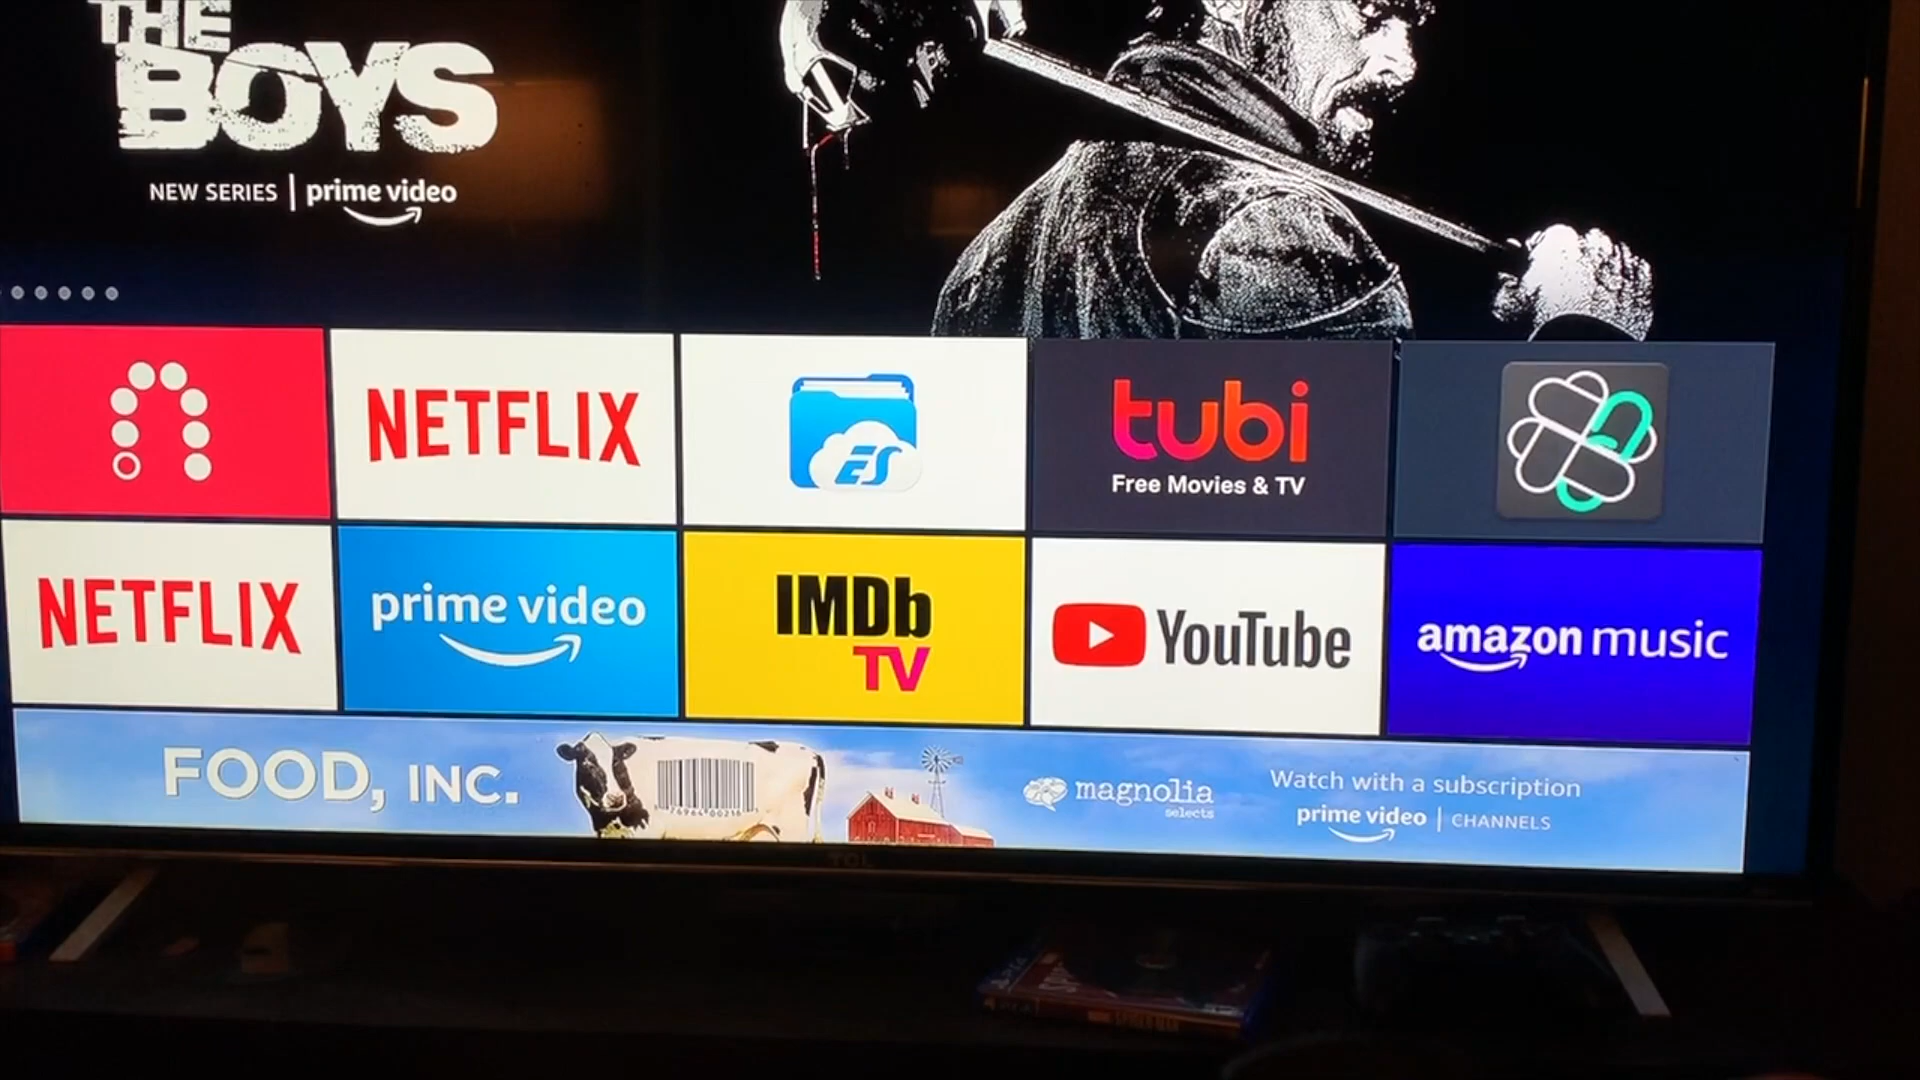 THE
BOYS
NEW SERIES | prime video
NETFLIX
ES
tubi
Free Movies & TV
NETFLIX
prime video
IMDb
TV
YouTube
amazon music
FOOD, INC.
magnolia
selects
Watch with a subscription
prime video | CHANNELS
TCL